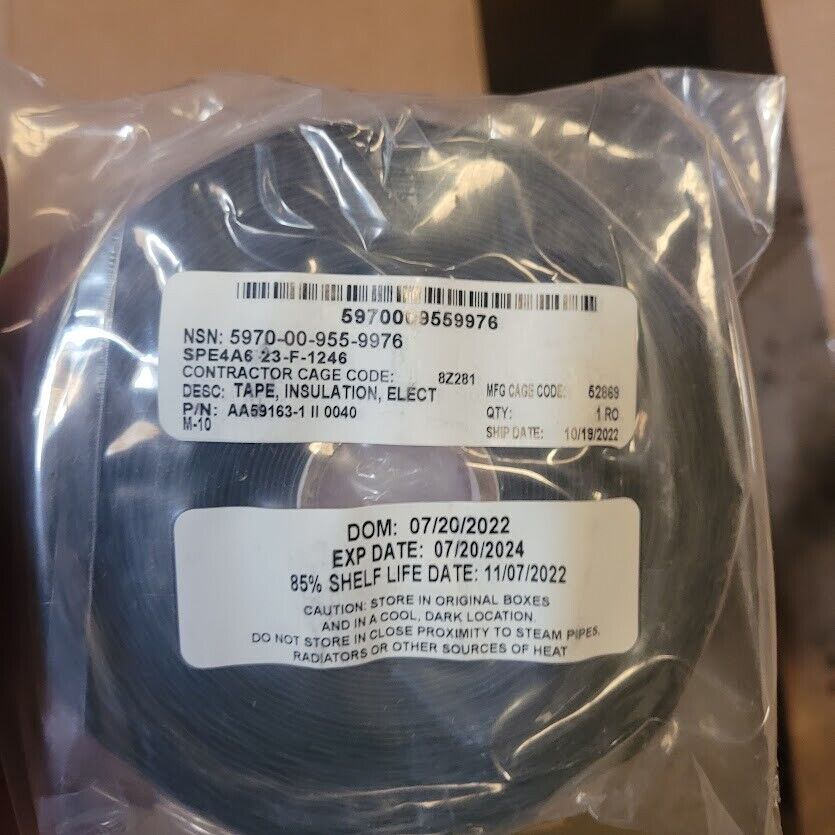 5970009559976
NSN: 5970-00-955-9976
SPE4A6 23-F-1246
CONTRACTOR CAGE CODE: 8Z281
DESC: TAPE, INSULATION, ELECT MFG CAGE CODE: 52869
P/N: AA59163-1 II 0040 QTY: 1 RO
M-10 SHIP DATE: 10/19/2022
DOM: 07/20/2022
EXP DATE: 07/20/2024
85% SHELF LIFE DATE: 11/07/2022
CAUTION: STORE IN ORIGINAL BOXES
AND IN A COOL, DARK LOCATION.
DO NOT STORE IN CLOSE PROXIMITY TO STEAM PIPES,
RADIATORS OR OTHER SOURCES OF HEAT